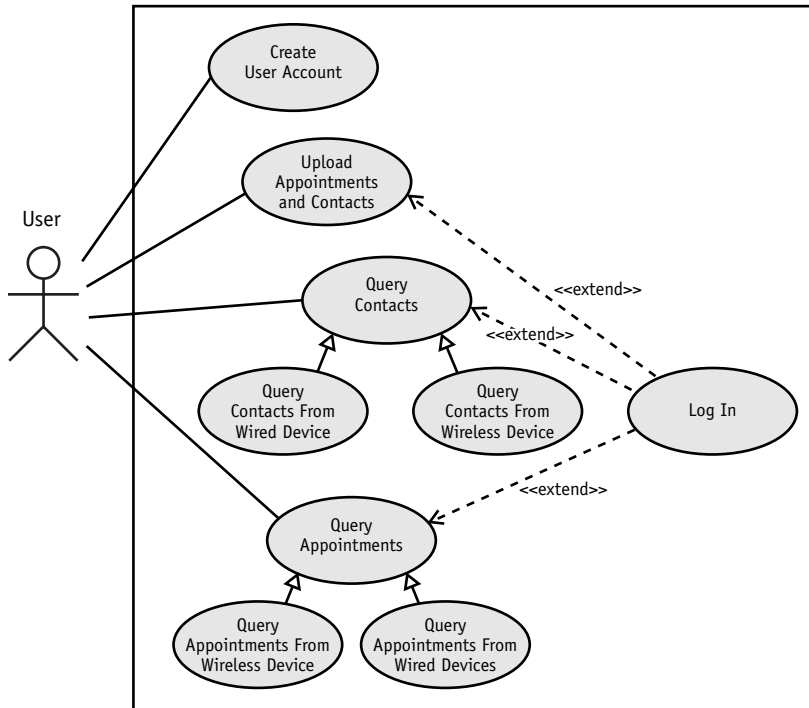 Create
User Account
Upload
Appointments
and Contacts
User
<<extend>>
Query
Contacts
<<extend>>
Query
Contacts From
Wired Device
Query
Contacts From
Wireless Device
Log In
<<extend>>
Query
Appointments
Query
Appointments From
Wireless Device
Query
Appointments From
Wired Devices